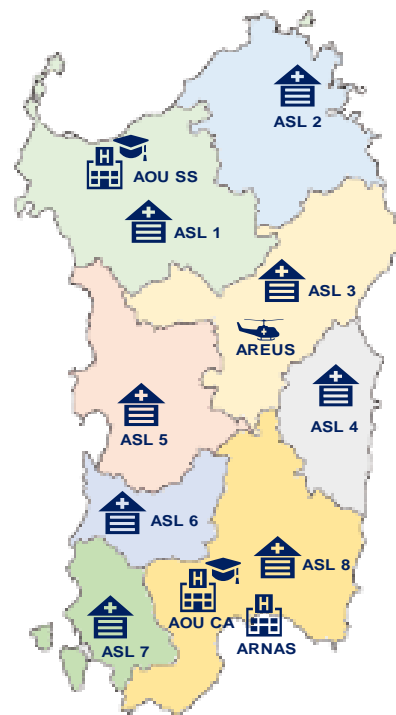 ASL 2
H
AOU SS
ASL 1
ASL 3
AREUS
ASL 4
ASL 5
ASL 6
ASL 8
H
AOU CA
H
ARNAS
ASL 7